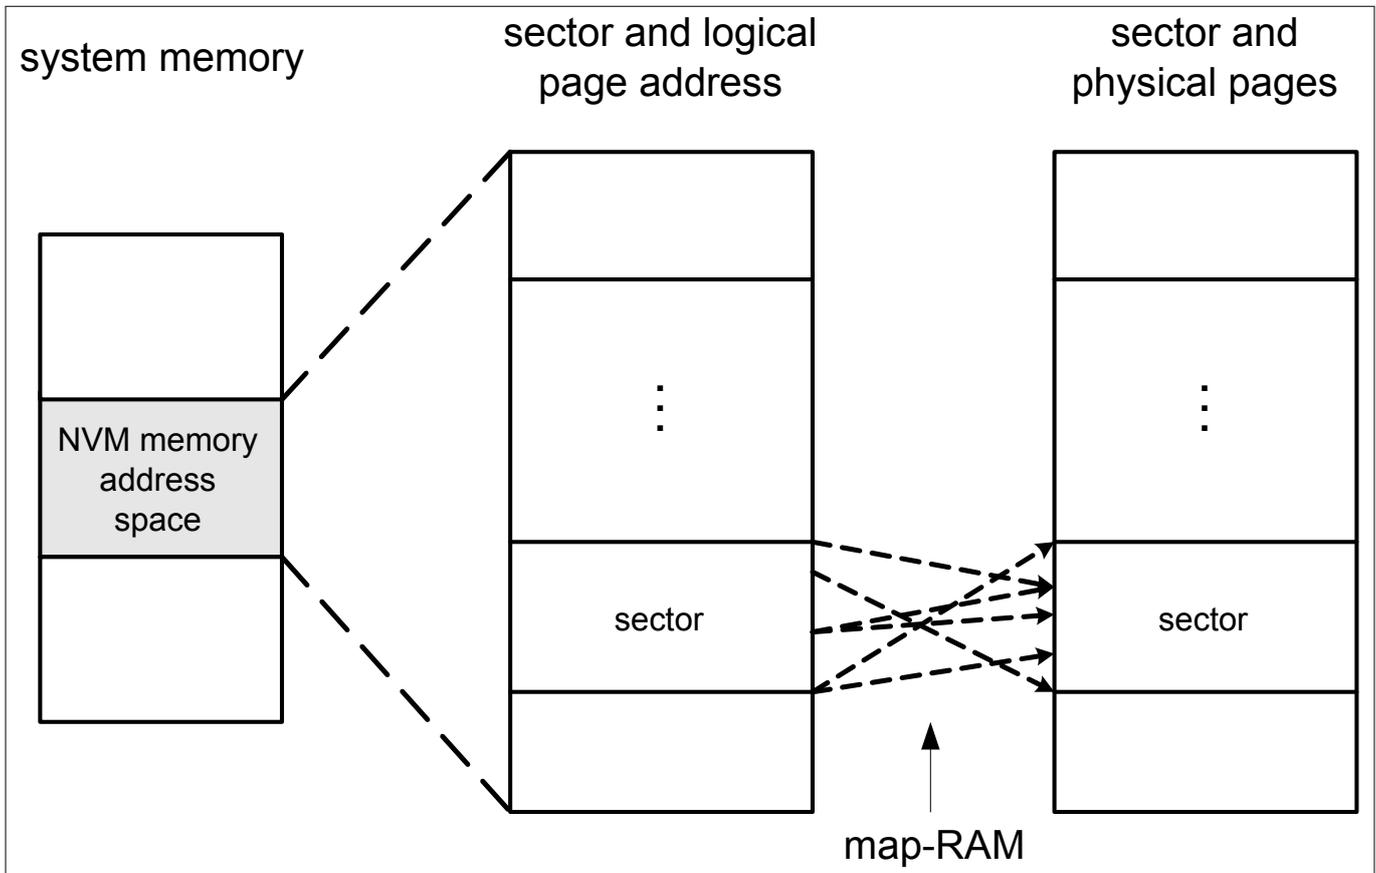 system memory
sector and logical
page address
sector and
physical pages
NVM memory
address
space
sector
sector
map-RAM